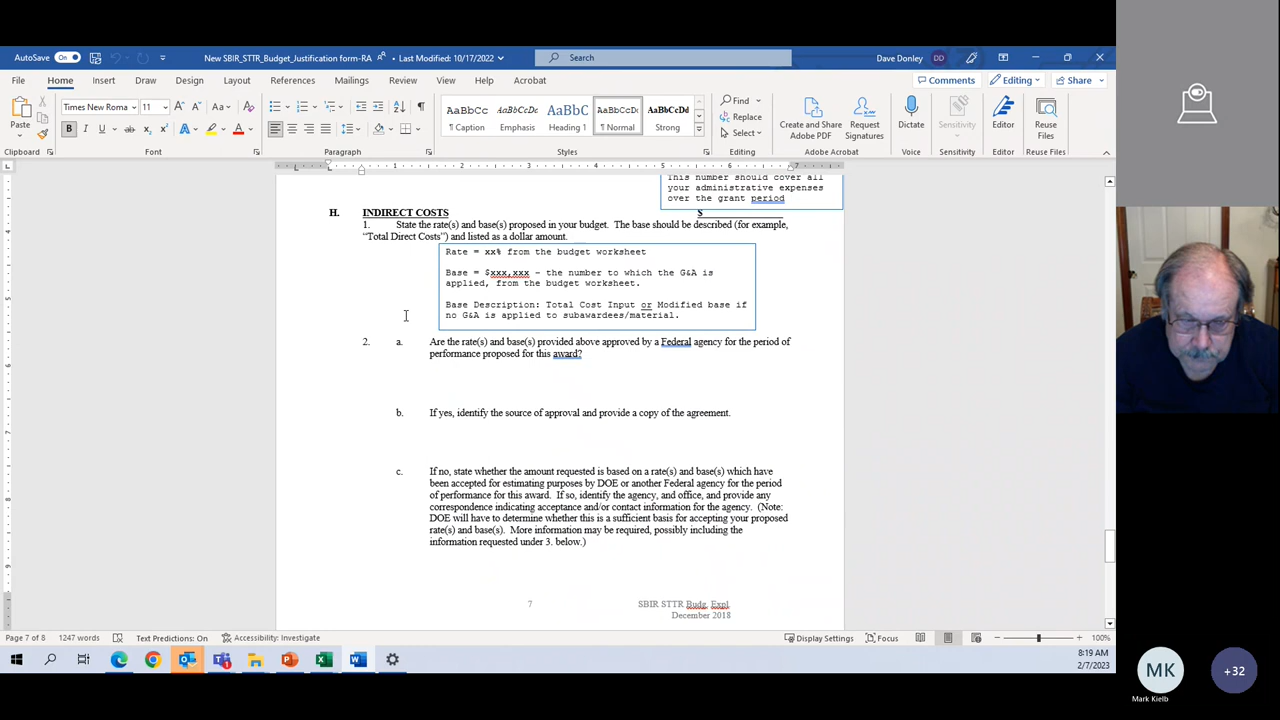 AutoSave On New SBIR_STTR_Budget_Justification form-RA • Last Modified: 10/17/2022 Search Dave Donley DD
File Home Insert Draw Design Layout References Mailings Review View Help Acrobat Comments Editing Share
Times New Roma 11 Aa AaBbCc AaBbCcDc AaBbC AaBbCcDc AaBbCcDd Find
Replace
Paste B I U ab ¶ Caption Emphasis Heading 1 ¶ Normal Strong Select Create and Share Adobe PDF Request Signatures Dictate Sensitivity Editor Reuse Files
Clipboard Font Paragraph Styles Editing Adobe Acrobat Voice Sensitivity Editor Reuse Files
1 2 3 4 5 6 7
This number should cover all
your administrative expenses
over the grant period
H. INDIRECT COSTS $
1. State the rate(s) and base(s) proposed in your budget. The base should be described (for example,
“Total Direct Costs”) and listed as a dollar amount.
Rate = xx% from the budget worksheet
Base = $xxx,xxx – the number to which the G&A is
applied, from the budget worksheet.
Base Description: Total Cost Input or Modified base if
no G&A is applied to subawardees/material.
2. a. Are the rate(s) and base(s) provided above approved by a Federal agency for the period of
performance proposed for this award?
b. If yes, identify the source of approval and provide a copy of the agreement.
c. If no, state whether the amount requested is based on a rate(s) and base(s) which have
been accepted for estimating purposes by DOE or another Federal agency for the period
of performance for this award. If so, identify the agency, and office, and provide any
correspondence indicating acceptance and/or contact information for the agency. (Note:
DOE will have to determine whether this is a sufficient basis for accepting your proposed
rate(s) and base(s). More information may be required, possibly including the
information requested under 3. below.)
7 SBIR STTR Budg. Expl.
December 2018
Page 7 of 8 1247 words Text Predictions: On Accessibility: Investigate Display Settings Focus 100%
8:19 AM
2/7/2023
MK +32
Mark Kielb